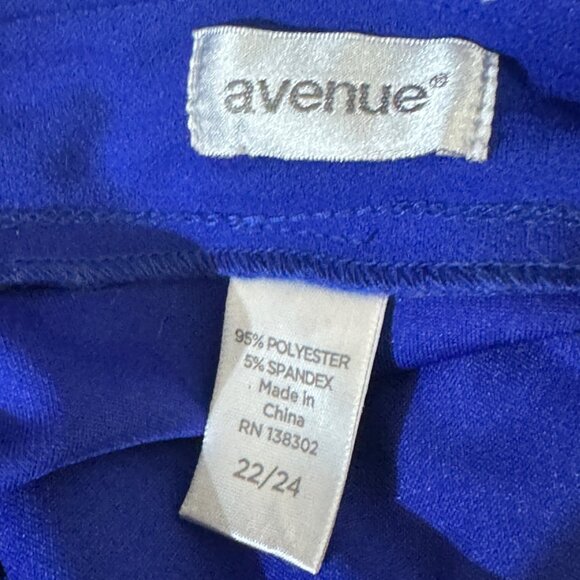 avenue®
95% POLYESTER
5% SPANDEX
Made in
China
RN 138302
22/24